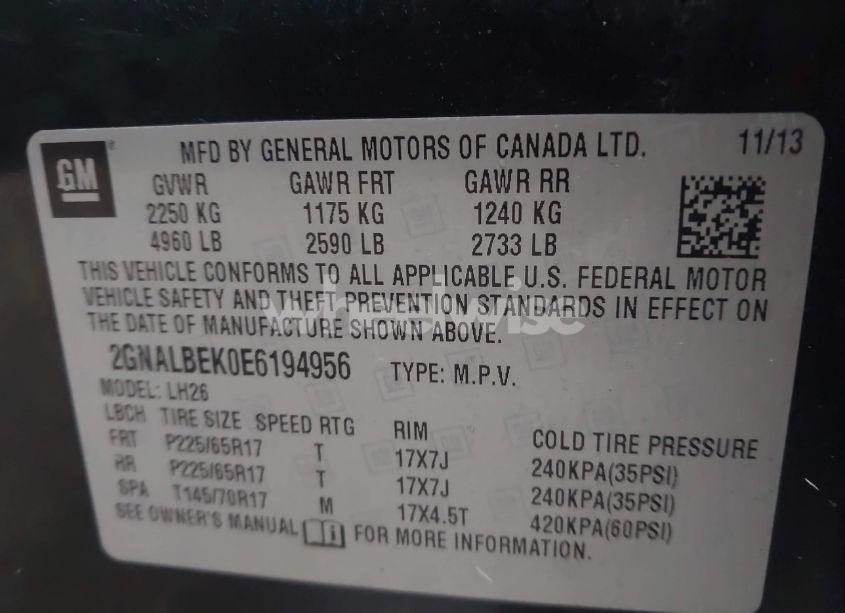 GM
MFD BY GENERAL MOTORS OF CANADA LTD. 11/13
GVWR GAWR FRT GAWR RR
2250 KG 1175 KG 1240 KG
4960 LB 2590 LB 2733 LB
THIS VEHICLE CONFORMS TO ALL APPLICABLE U.S. FEDERAL MOTOR
VEHICLE SAFETY AND THEFT PREVENTION STANDARDS IN EFFECT ON
THE DATE OF MANUFACTURE SHOWN ABOVE.
wheelwise
2GNALBEK0E6194956 TYPE: M.P.V.
MODEL: LH26
LBCH TIRE SIZE SPEED RTG RIM COLD TIRE PRESSURE
FRT P225/65R17 T 17X7J 240KPA(35PSI)
RR P225/65R17 T 17X7J 240KPA(35PSI)
SPA T145/70R17 M 17X4.5T 420KPA(60PSI)
SEE OWNER'S MANUAL FOR MORE INFORMATION.